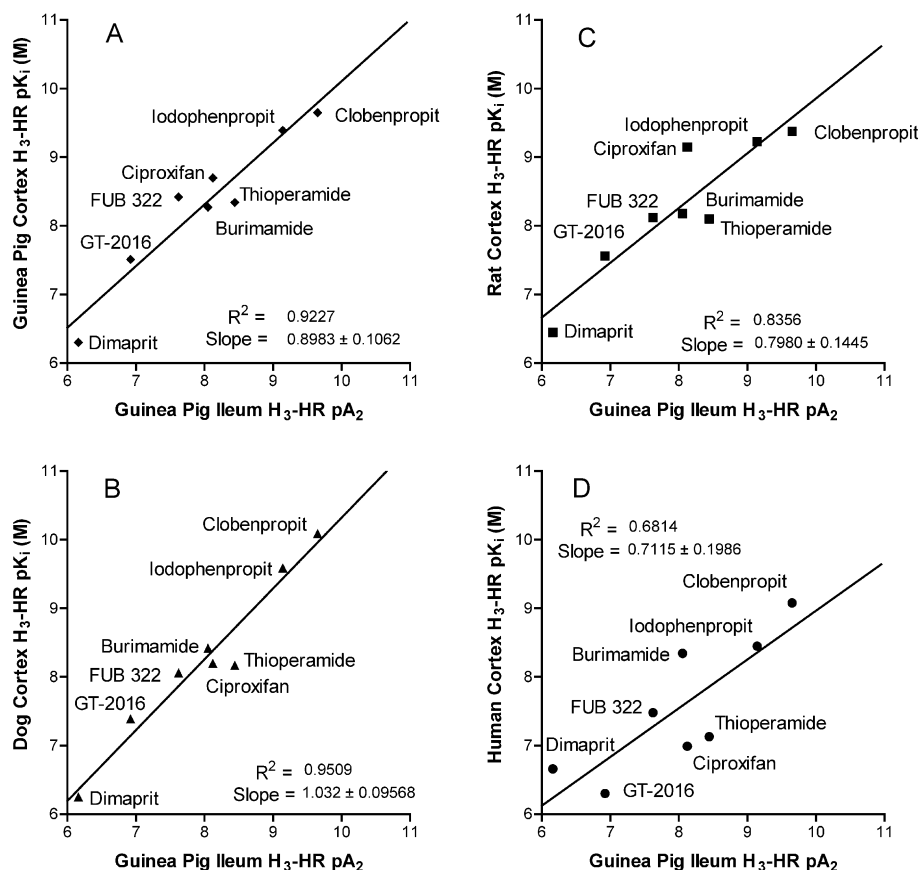 A
Guinea Pig Cortex H3-HR pKi (M)
11
10
9
8
7
6
Iodophenpropit
Clobenpropit
Ciproxifan
FUB 322
Thioperamide
Burimamide
GT-2016
Dimaprit
R2 = 0.9227
Slope = 0.8983 ± 0.1062
6 7 8 9 10 11
Guinea Pig Ileum H3-HR pA2
C
Rat Cortex H3-HR pKi (M)
11
10
9
8
7
6
Iodophenpropit
Clobenpropit
Ciproxifan
FUB 322
Burimamide
GT-2016
Thioperamide
Dimaprit
R2 = 0.8356
Slope = 0.7980 ± 0.1445
6 7 8 9 10 11
Guinea Pig Ileum H3-HR pA2
B
Dog Cortex H3-HR pKi (M)
11
10
9
8
7
6
Clobenpropit
Iodophenpropit
Burimamide
Thioperamide
FUB 322
Ciproxifan
GT-2016
Dimaprit
R2 = 0.9509
Slope = 1.032 ± 0.09568
6 7 8 9 10 11
Guinea Pig Ileum H3-HR pA2
D
Human Cortex H3-HR pKi (M)
11
10
9
8
7
6
R2 = 0.6814
Slope = 0.7115 ± 0.1986
Clobenpropit
Iodophenpropit
Burimamide
FUB 322
Thioperamide
Dimaprit
Ciproxifan
GT-2016
6 7 8 9 10 11
Guinea Pig Ileum H3-HR pA2